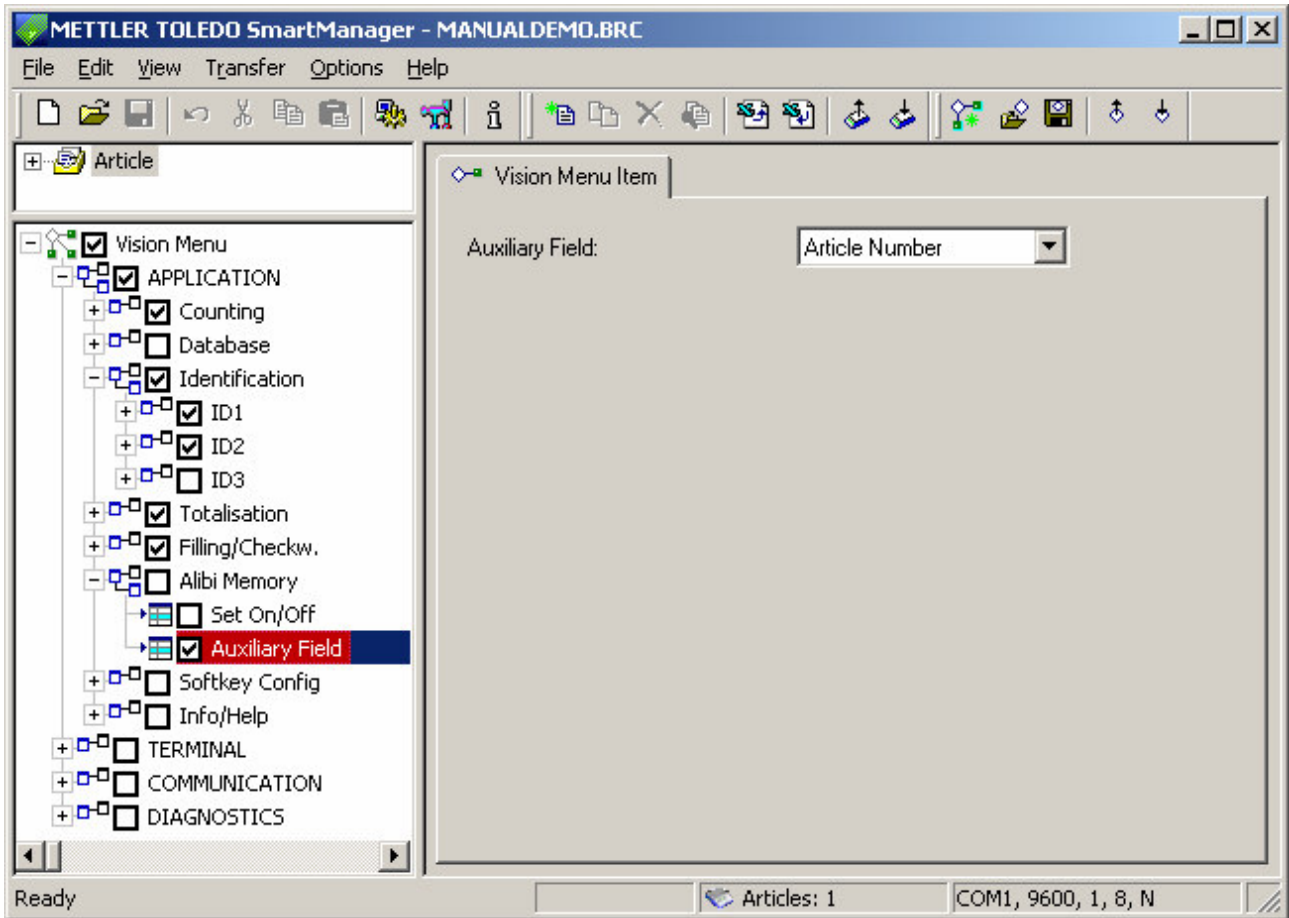 METTLER TOLEDO SmartManager - MANUALDEMO.BRC
File Edit View Transfer Options Help
Article
Vision Menu
APPLICATION
Counting
Database
Identification
ID1
ID2
ID3
Totalisation
Filling/Checkw.
Alibi Memory
Set On/Off
Auxiliary Field
Softkey Config
Info/Help
TERMINAL
COMMUNICATION
DIAGNOSTICS
Vision Menu Item
Auxiliary Field: Article Number
Ready Articles: 1 COM1, 9600, 1, 8, N